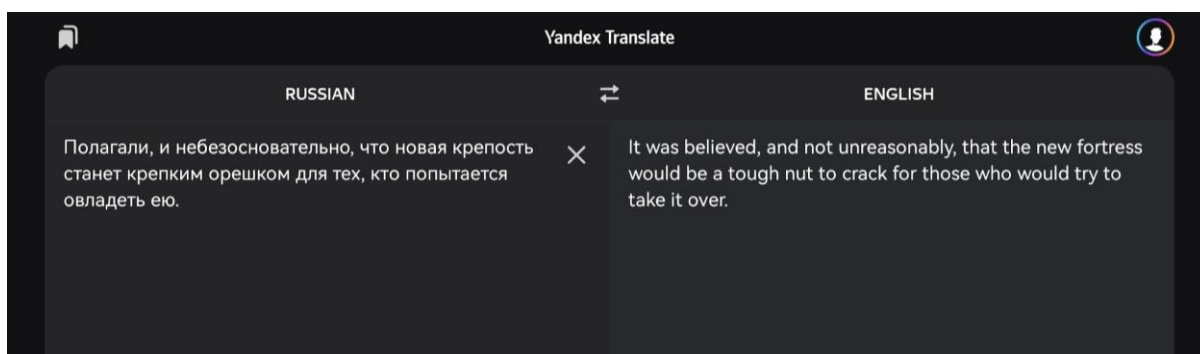 Yandex Translate
RUSSIAN
ENGLISH
Полагали, и небезосновательно, что новая крепость
станет крепким орешком для тех, кто попытается
овладеть ею.
It was believed, and not unreasonably, that the new fortress
would be a tough nut to crack for those who would try to
take it over.